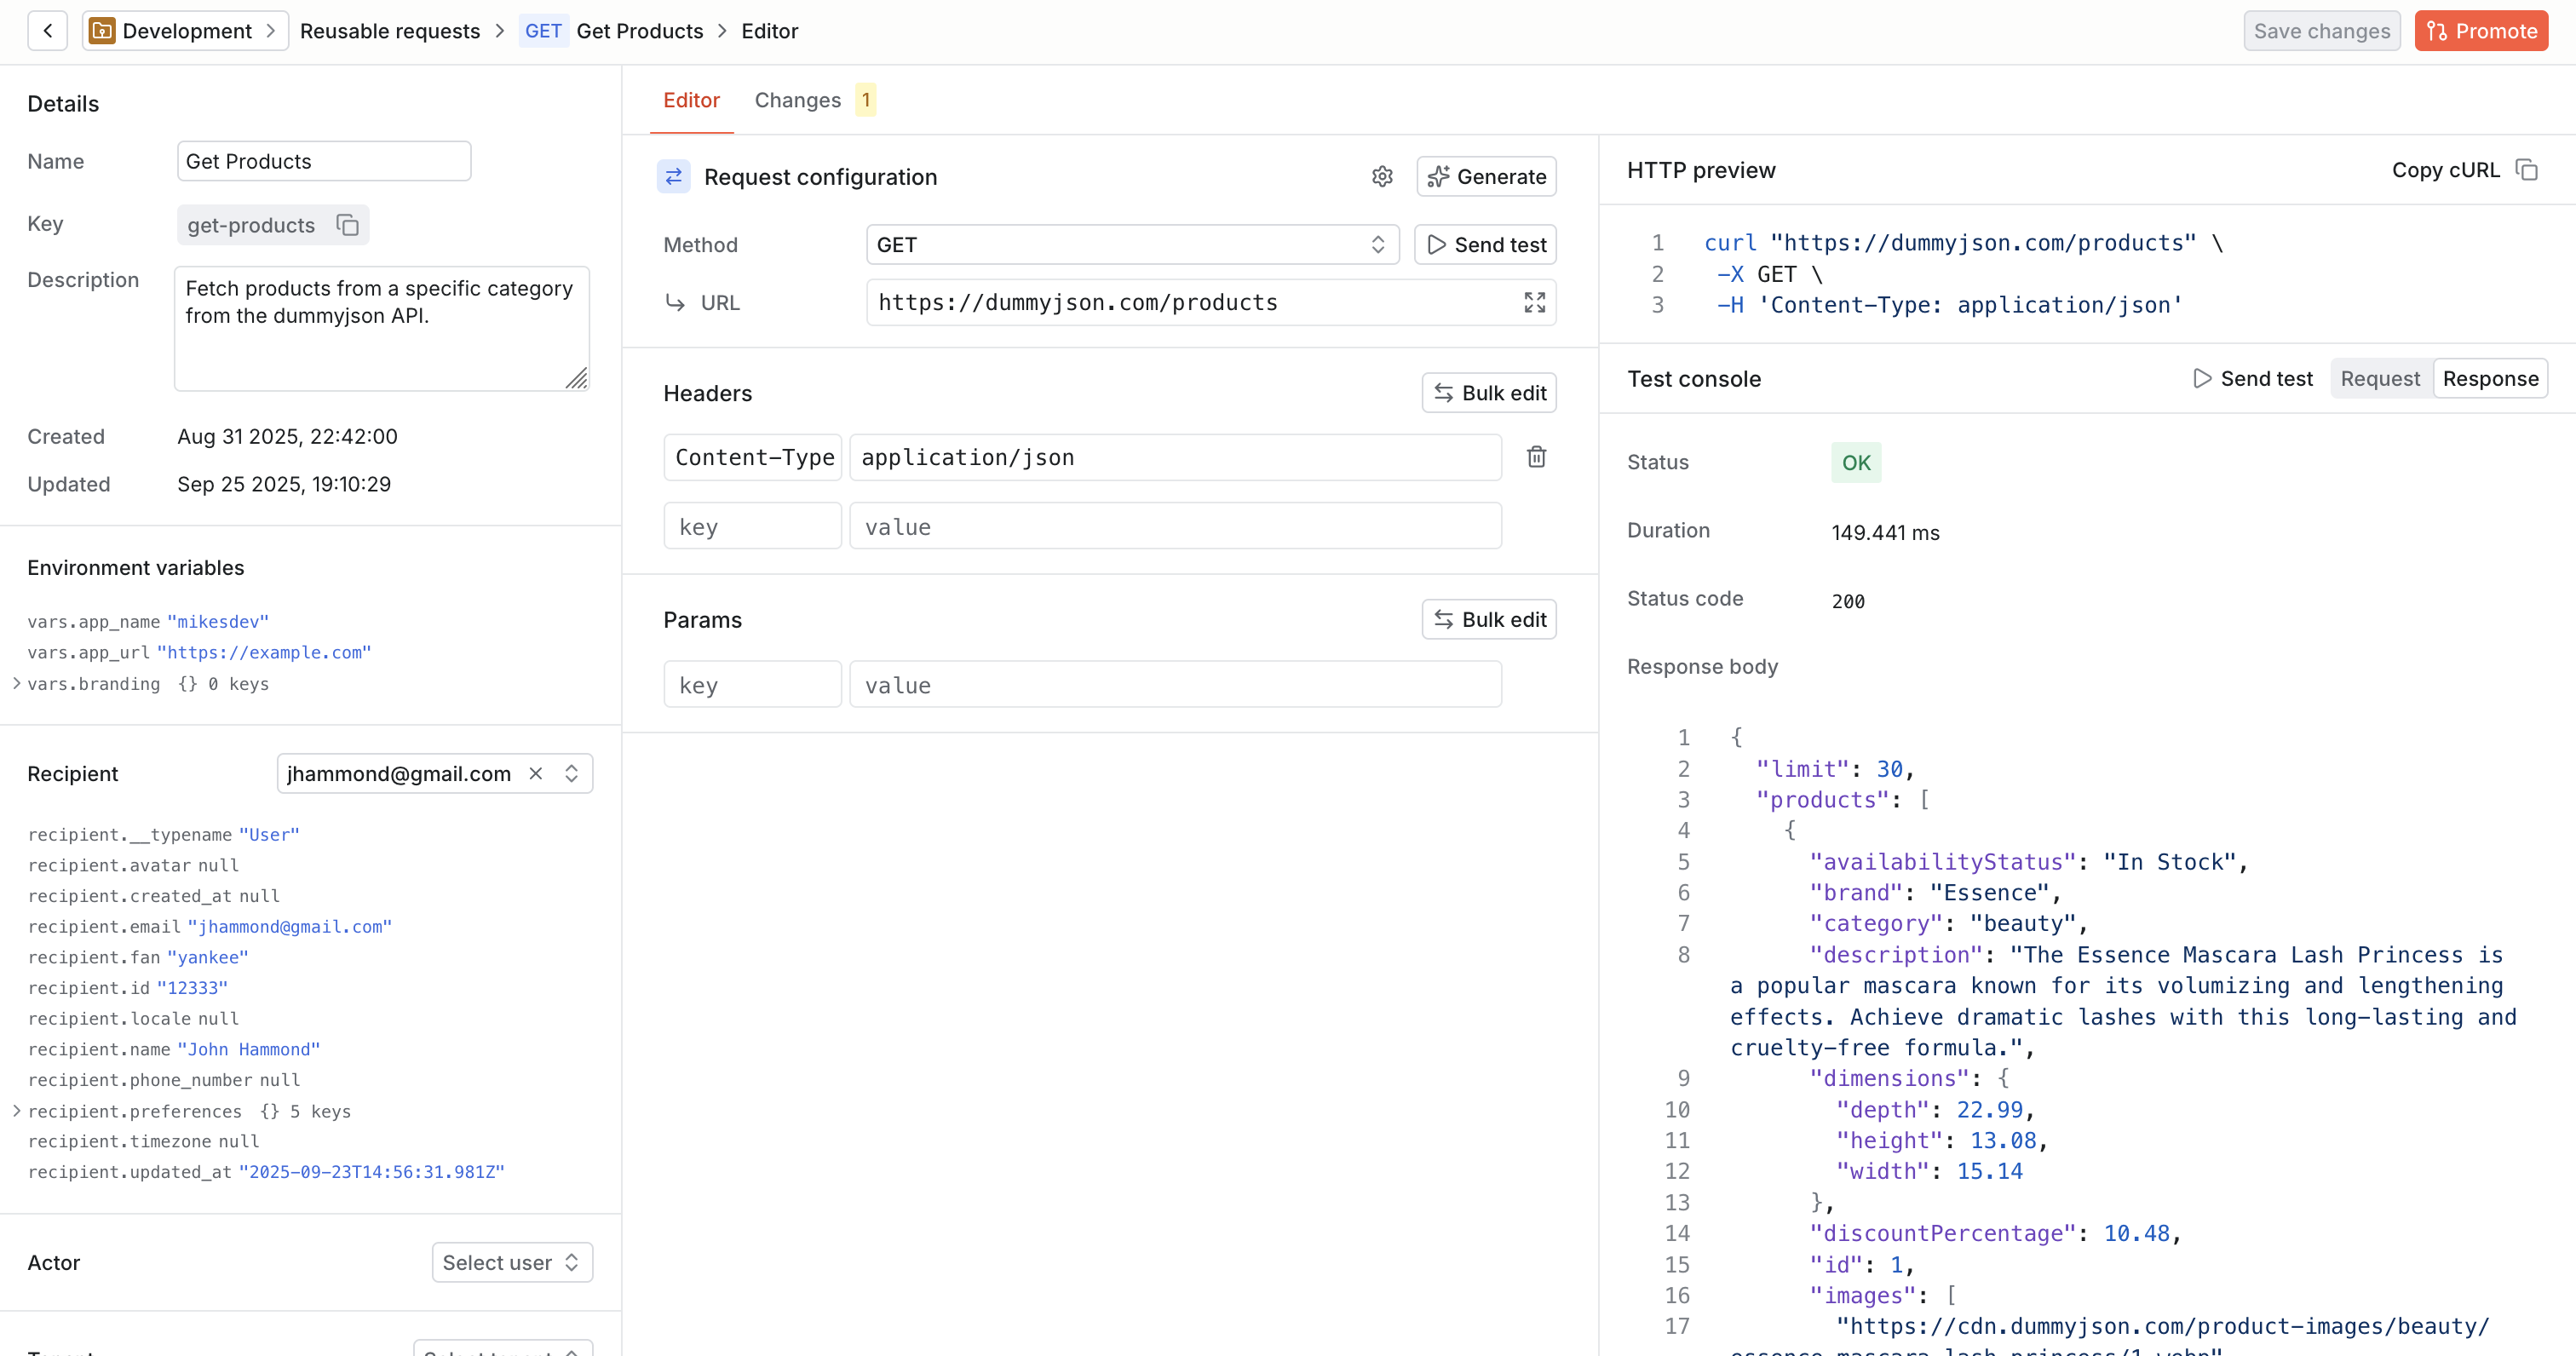 Development
Reusable requests
GET Get Products
Editor
Save changes
Promote
Details
Name
Get Products
Key
get-products
Description
Fetch products from a specific category
from the dummyjson API.
Created
Aug 31 2025, 22:42:00
Updated
Sep 25 2025, 19:10:29
Environment variables
vars.app_name "mikesdev"
vars.app_url "https://example.com"
vars.branding {} 0 keys
Recipient
jhammond@gmail.com
recipient.__typename "User"
recipient.avatar null
recipient.created_at null
recipient.email "jhammond@gmail.com"
recipient.fan "yankee"
recipient.id "12333"
recipient.locale null
recipient.name "John Hammond"
recipient.phone_number null
recipient.preferences {} 5 keys
recipient.timezone null
recipient.updated_at "2025-09-23T14:56:31.981Z"
Actor
Select user
Editor
Changes 1
Request configuration
Generate
Method
GET
Send test
URL
https://dummyjson.com/products
Headers
Bulk edit
Content-Type
application/json
key
value
Params
Bulk edit
key
value
HTTP preview
Copy cURL
1 curl "https://dummyjson.com/products" \
2 -X GET \
3 -H 'Content-Type: application/json'
Test console
Send test
Request
Response
Status
OK
Duration
149.441 ms
Status code
200
Response body
1 {
2 "limit": 30,
3 "products": [
4 {
5 "availabilityStatus": "In Stock",
6 "brand": "Essence",
7 "category": "beauty",
8 "description": "The Essence Mascara Lash Princess is
a popular mascara known for its volumizing and lengthening
effects. Achieve dramatic lashes with this long-lasting and
cruelty-free formula.",
9 "dimensions": {
10 "depth": 22.99,
11 "height": 13.08,
12 "width": 15.14
13 },
14 "discountPercentage": 10.48,
15 "id": 1,
16 "images": [
17 "https://cdn.dummyjson.com/product-images/beauty/